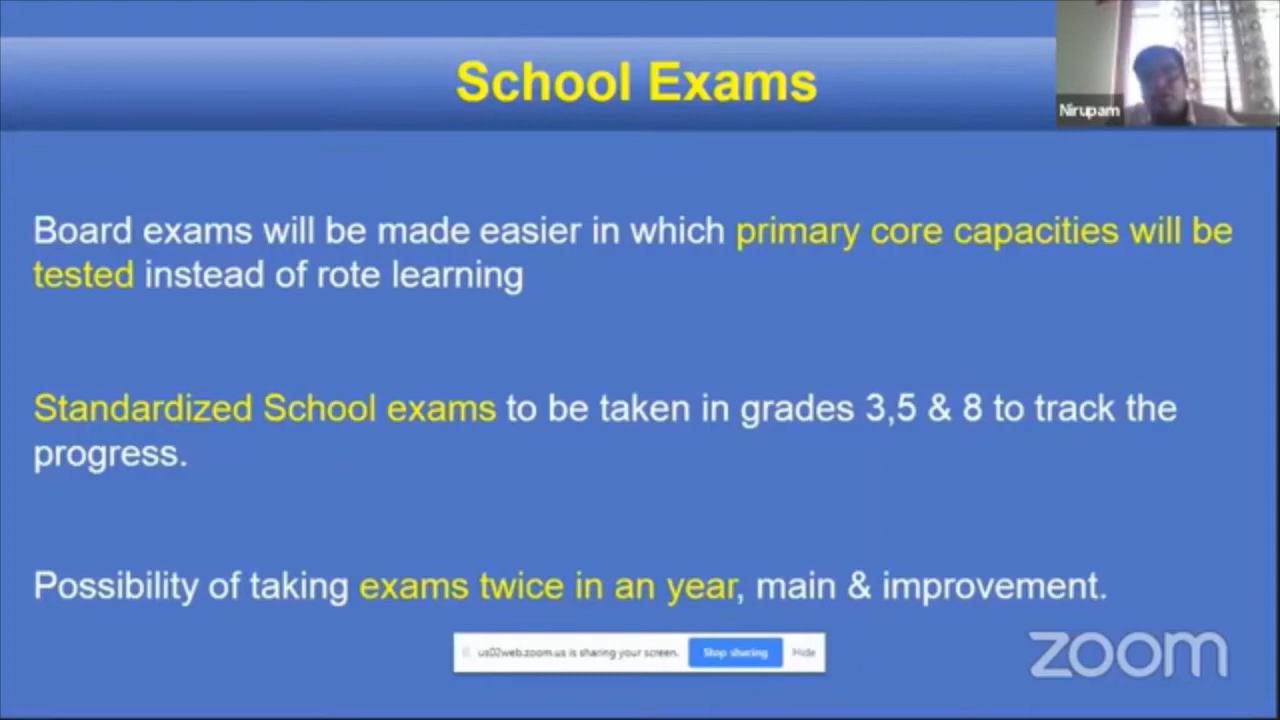 School Exams
Nirupam
Board exams will be made easier in which primary core capacities will be
tested instead of rote learning
Standardized School exams to be taken in grades 3,5 & 8 to track the
progress.
Possibility of taking exams twice in an year, main & improvement.
us02web.zoom.us is sharing your screen. Stop sharing Hide
zoom